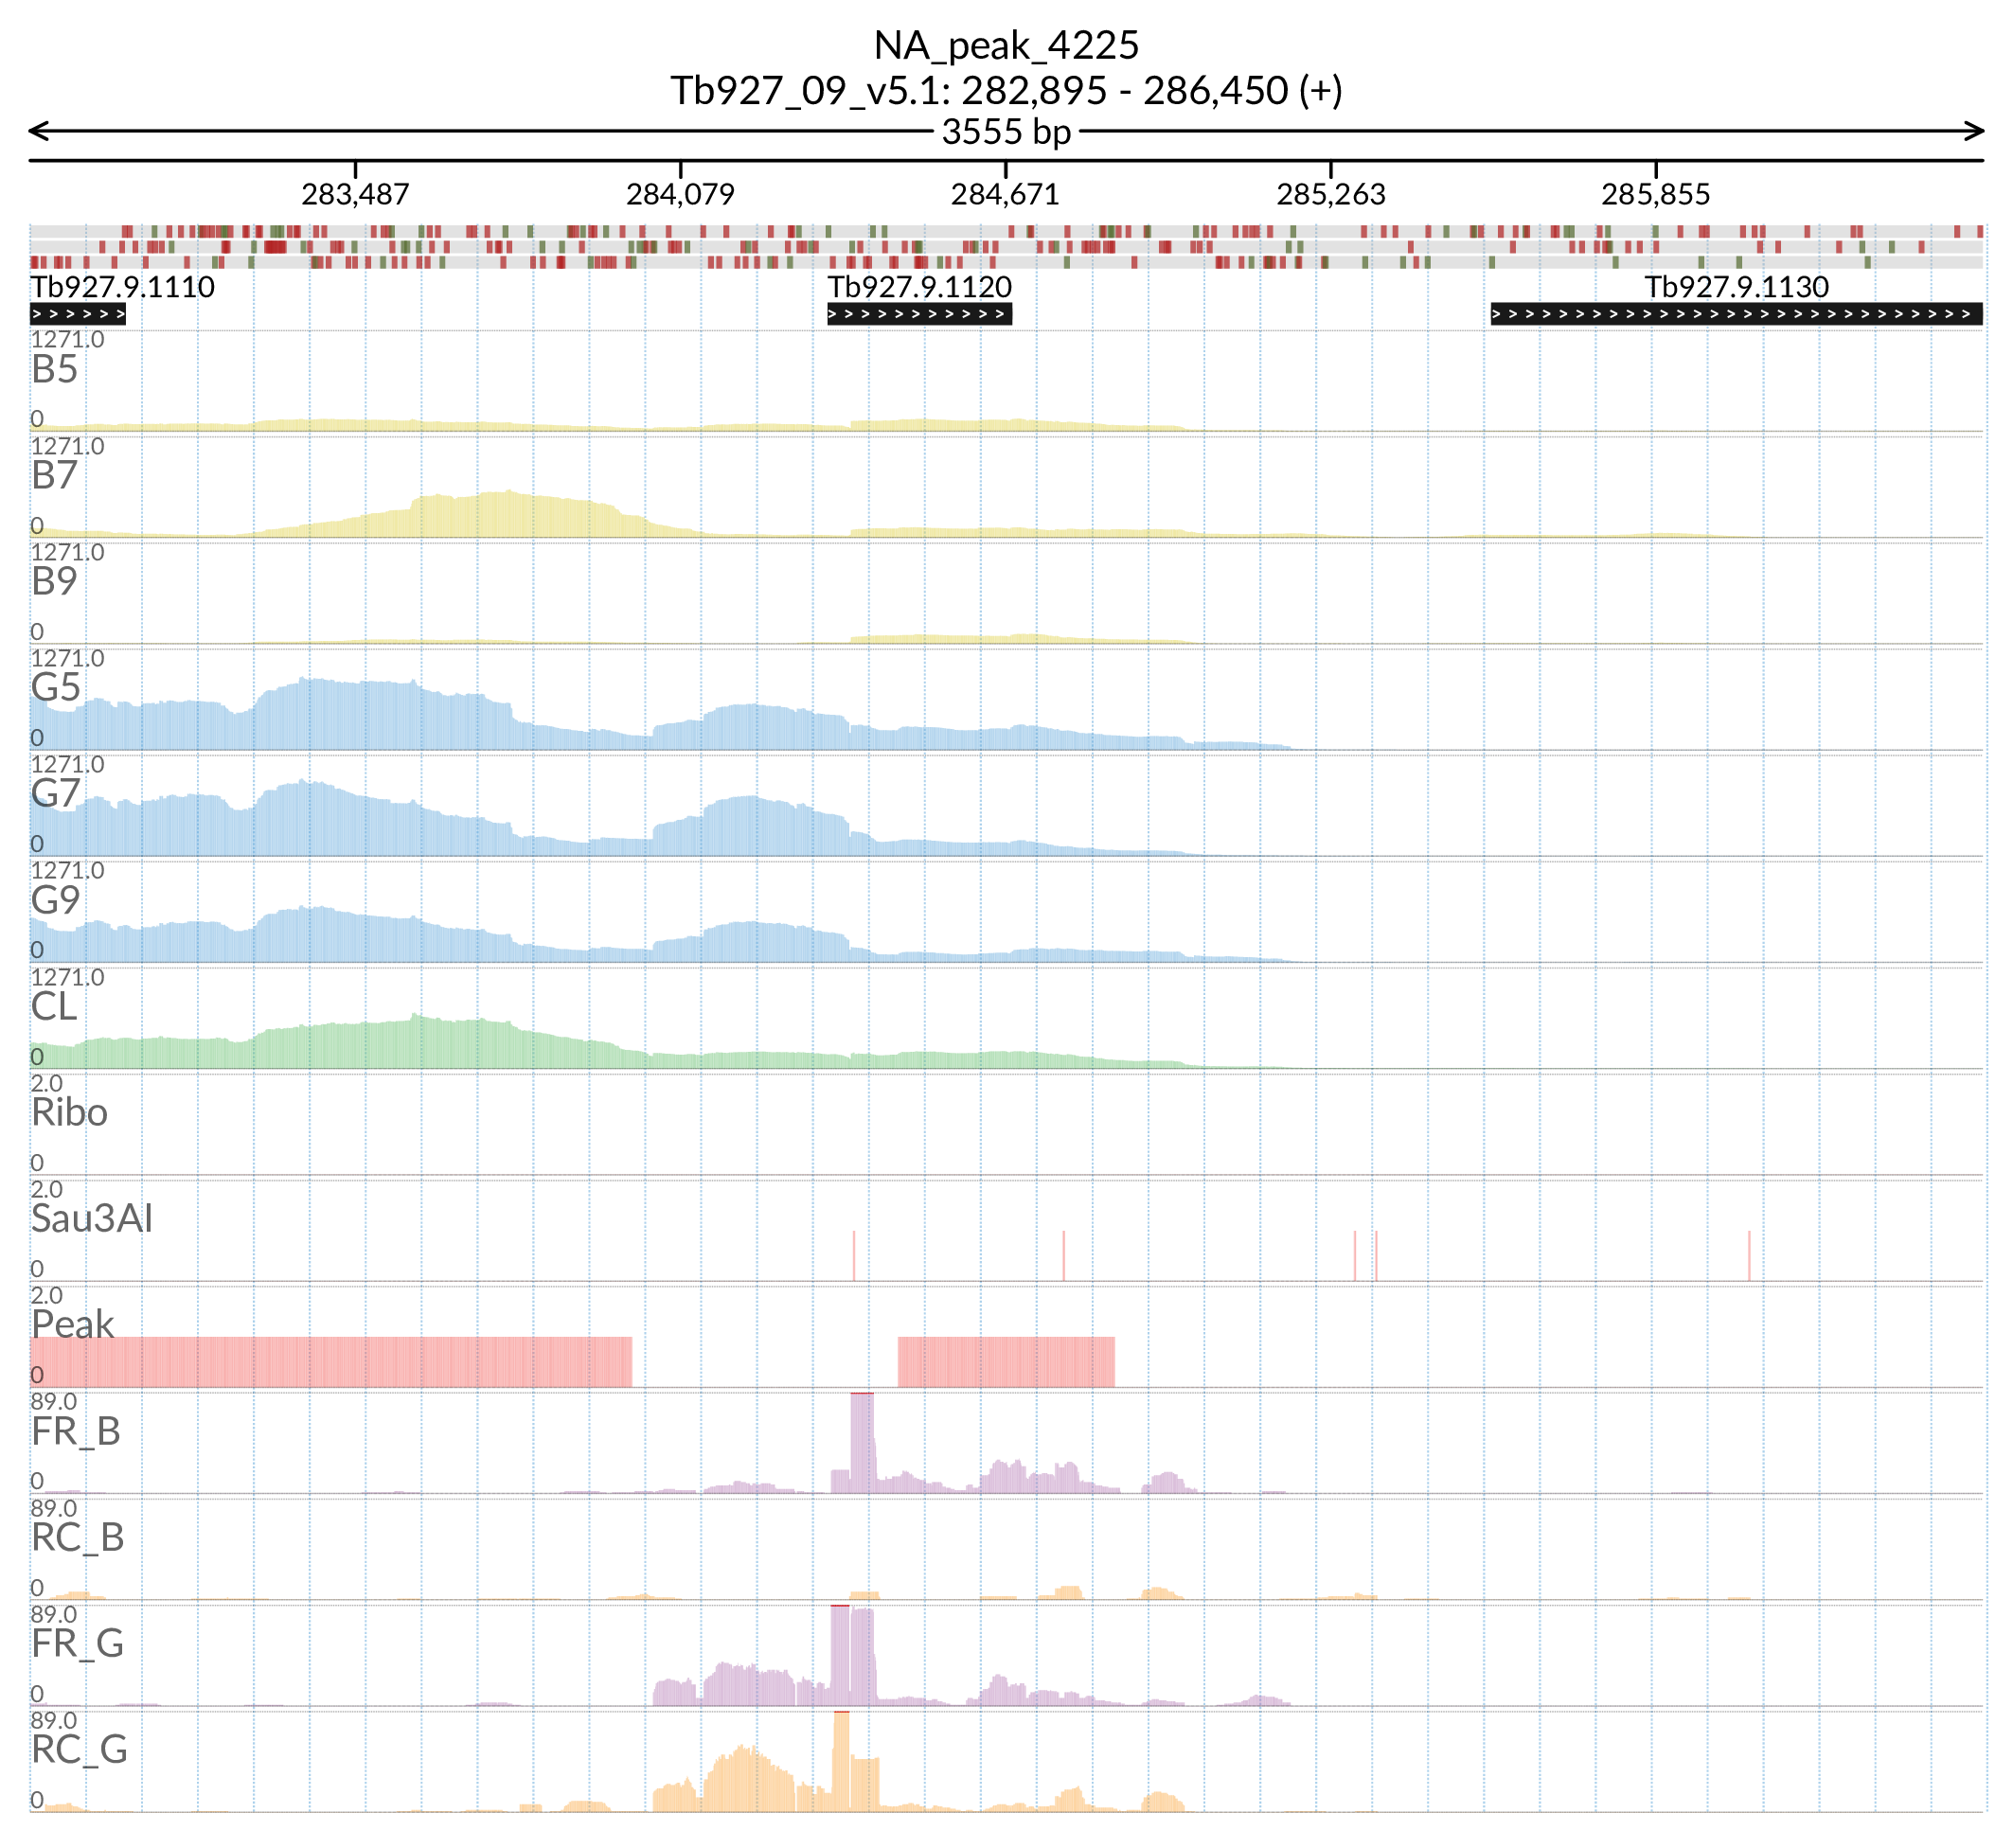 NA_peak_4225
Tb927_09_v5.1: 282,895 - 286,450 (+)
3555 bp
283,487 284,079 284,671 285,263 285,855
Tb927.9.1110 Tb927.9.1120 Tb927.9.1130
1271.0
B5
0
1271.0
B7
0
1271.0
B9
0
1271.0
G5
0
1271.0
G7
0
1271.0
G9
0
1271.0
CL
0
2.0
Ribo
0
2.0
Sau3AI
0
2.0
Peak
0
89.0
FR_B
0
89.0
RC_B
0
89.0
FR_G
0
89.0
RC_G
0